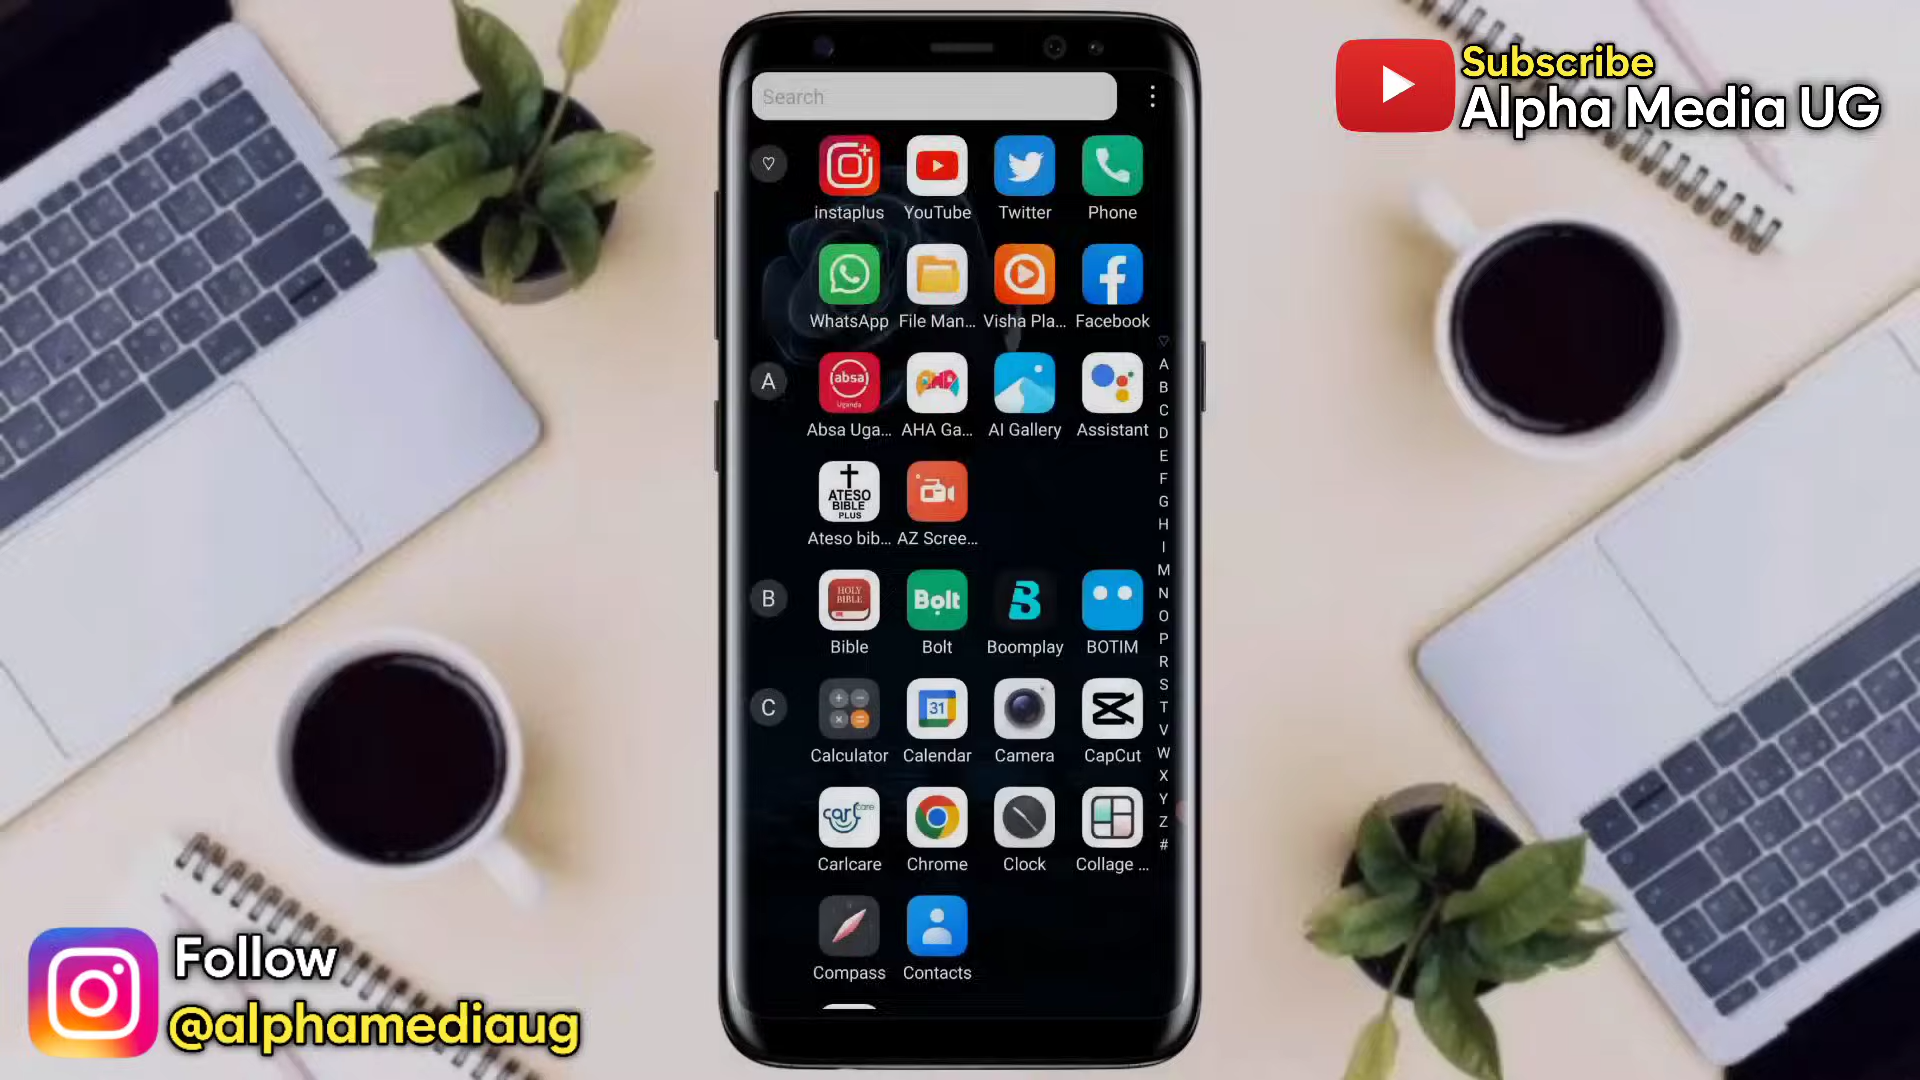 Subscribe
Alpha Media UG
Search
instaplus YouTube Twitter Phone
WhatsApp File Man... Visha Pla... Facebook
A
absa
Uganda
Absa Uga... AHA Ga... AI Gallery Assistant
ATESO
BIBLE
PLUS
Ateso bib... AZ Scree...
B
HOLY
BIBLE
Bolt
B
Bible Bolt Boomplay BOTIM
C
31
Calculator Calendar Camera CapCut
carlcare
Carlcare Chrome Clock Collage ...
Compass Contacts
A
B
C
D
E
F
G
H
I
M
N
O
P
R
S
T
V
W
X
Y
Z
#
Follow
@alphamediaug